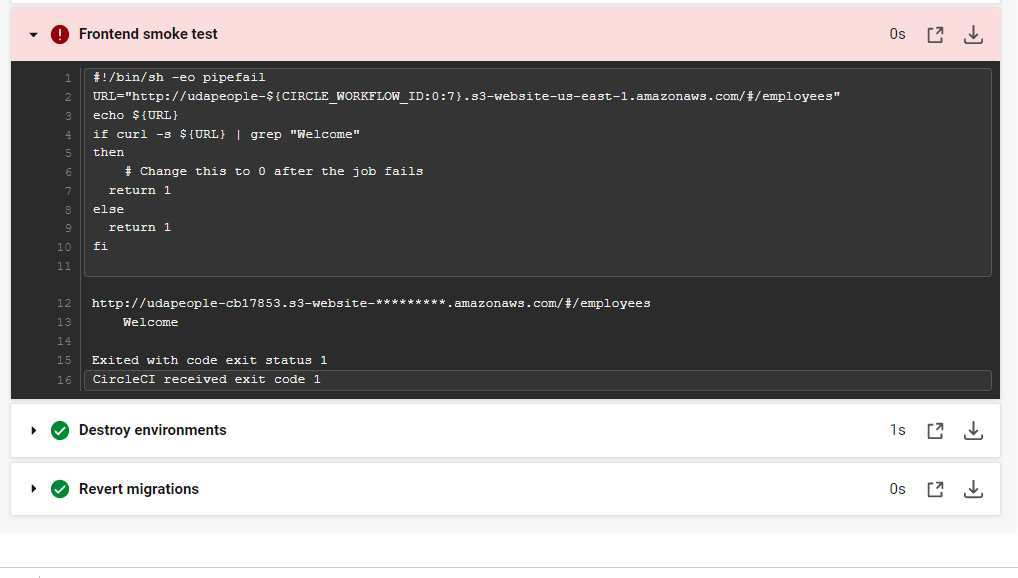 Frontend smoke test 0s
1 #!/bin/sh -eo pipefail
2 URL="http://udapeople-${CIRCLE_WORKFLOW_ID:0:7}.s3-website-us-east-1.amazonaws.com/#/employees"
3 echo ${URL}
4 if curl -s ${URL} | grep "Welcome"
5 then
6 # Change this to 0 after the job fails
7 return 1
8 else
9 return 1
10 fi
11
12 http://udapeople-cb17853.s3-website-*********.amazonaws.com/#/employees
13 Welcome
14
15 Exited with code exit status 1
16 CircleCI received exit code 1
Destroy environments 1s
Revert migrations 0s